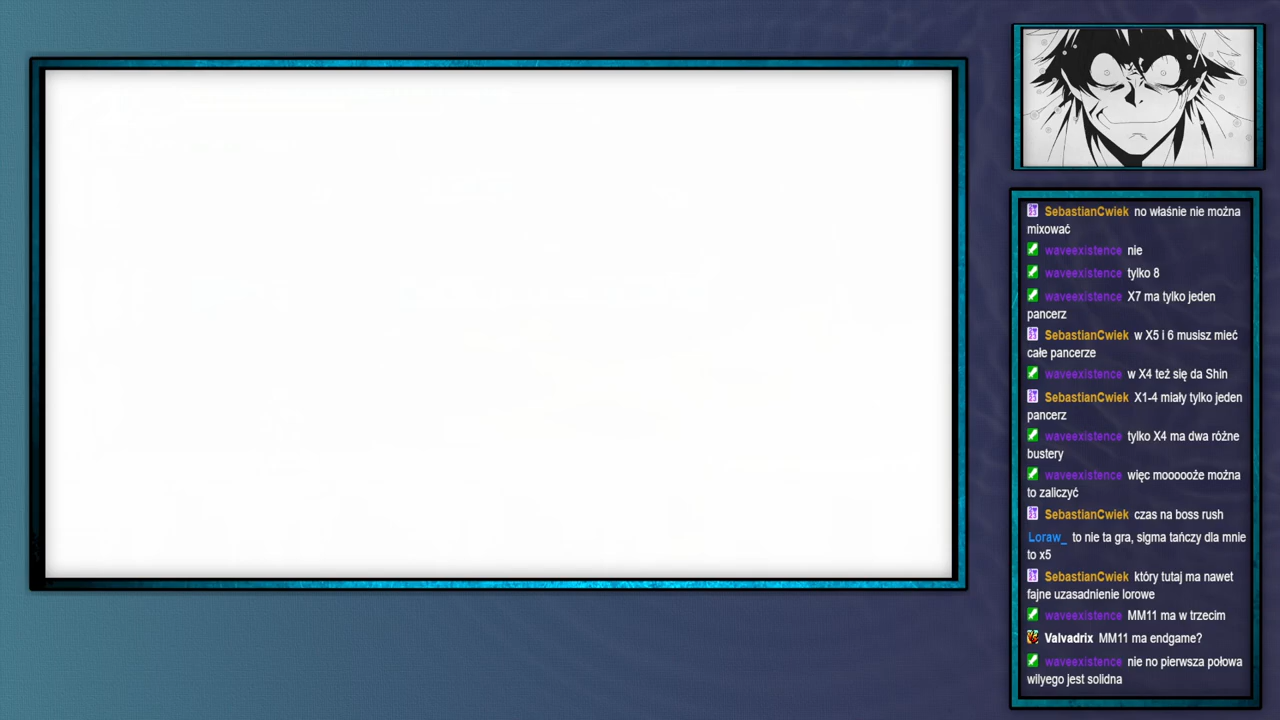 SebastianCwiek no właśnie nie można
mixować
waveexistence nie
waveexistence tylko 8
waveexistence X7 ma tylko jeden
pancerz
SebastianCwiek w X5 i 6 musisz mieć
całe pancerze
waveexistence w X4 też się da Shin
SebastianCwiek X1-4 miały tylko jeden
pancerz
waveexistence tylko X4 ma dwa różne
bustery
waveexistence więc moooooże można
to zaliczyć
SebastianCwiek czas na boss rush
Loraw_ to nie ta gra, sigma tańczy dla mnie
to x5
SebastianCwiek który tutaj ma nawet
fajne uzasadnienie lorowe
waveexistence MM11 ma w trzecim
Valvadrix MM11 ma endgame?
waveexistence nie no pierwsza połowa
wilyego jest solidna